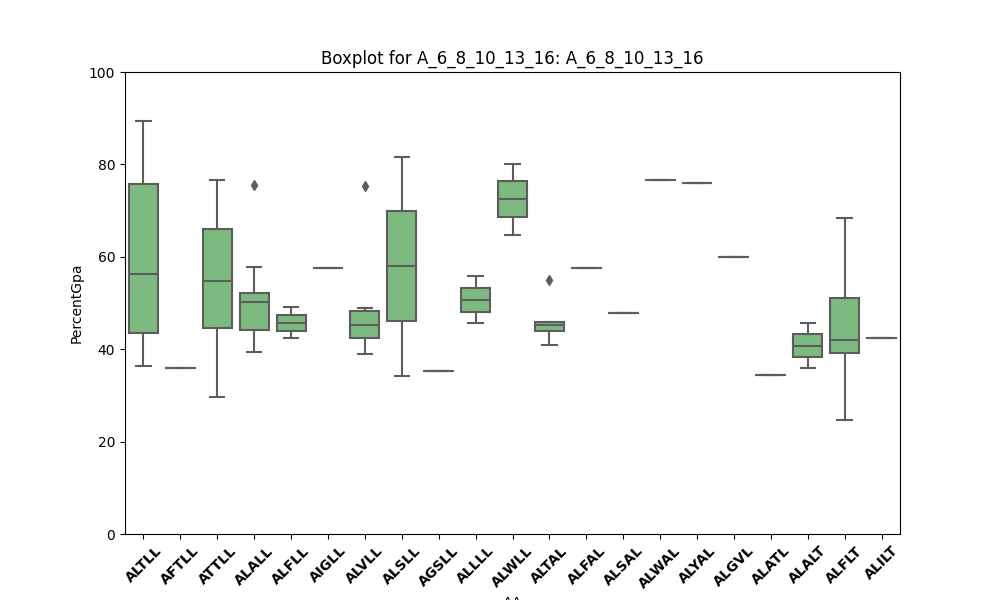 Boxplot for A_6_8_10_13_16: A_6_8_10_13_16
100
80
60
40
20
0
PercentGpa
ALTLL
AFTLL
ATTLL
ALALL
ALFLL
AIGLL
ALVLL
ALSLL
AGSLL
ALLLL
ALWLL
ALTAL
ALFAL
ALSAL
ALWAL
ALYAL
ALGVL
ALATL
ALALT
ALFLT
ALILT